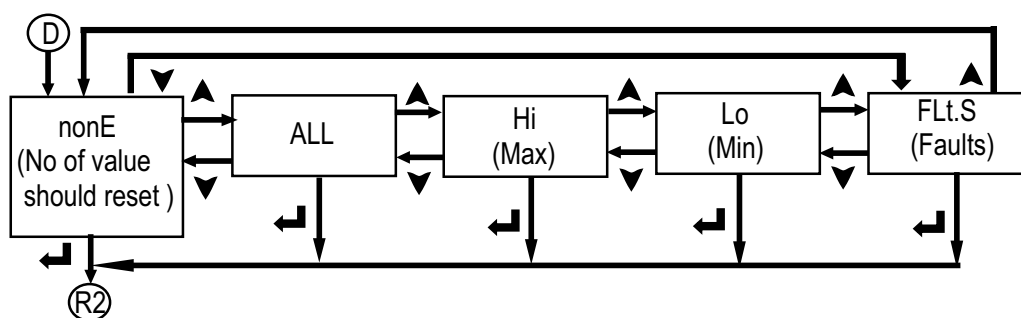 D
nonE
(No of value
should reset )
ALL
Hi
(Max)
Lo
(Min)
FLt.S
(Faults)
R2